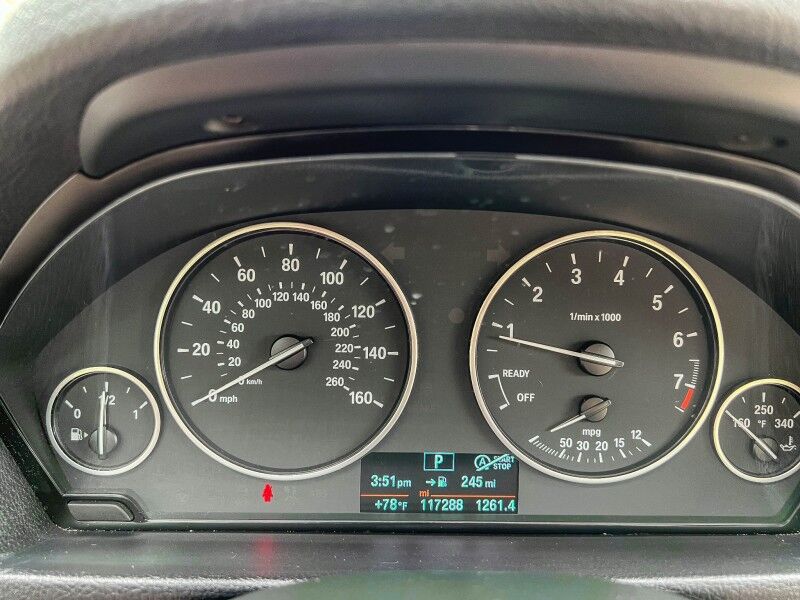 0 1/2 1
0 20 40 60 80 100 120 140 160
mph
20 40 60 80 100 120 140 160 180 200 220 240 260
km/h
1 2 3 4 5 6 7
1/min x 1000
READY
OFF
mpg
50 30 20 15 12
250
160 °F 340
P A START
STOP
3:51 pm 245 mi
mi
+78 °F 117288 1261.4